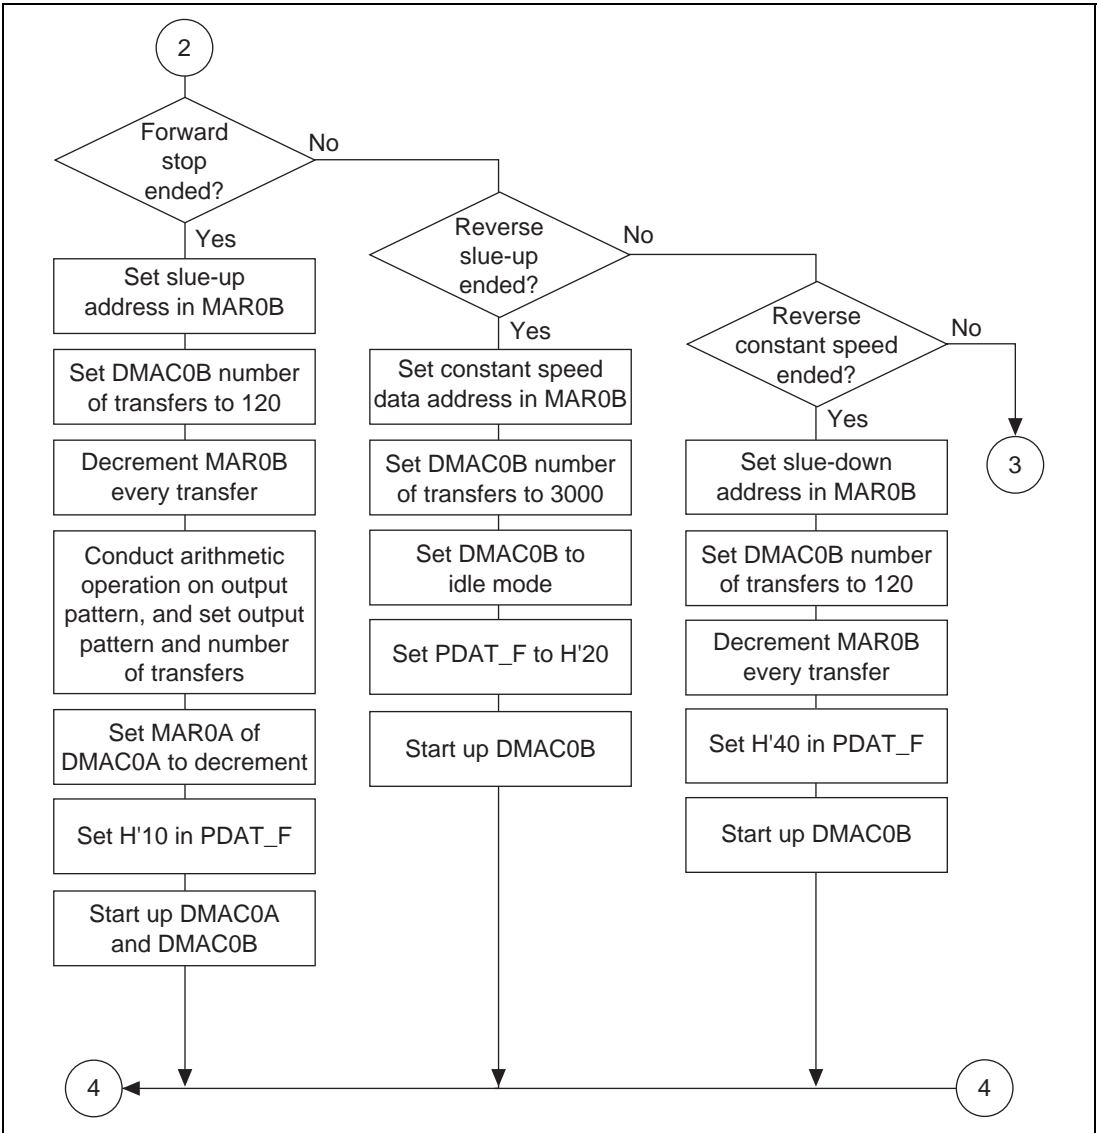 2
Forward
stop
ended?
No
Yes
Set slue-up
address in MAR0B
Set DMAC0B number
of transfers to 120
Decrement MAR0B
every transfer
Conduct arithmetic
operation on output
pattern, and set output
pattern and number
of transfers
Set MAR0A of
DMAC0A to decrement
Set H'10 in PDAT_F
Start up DMAC0A
and DMAC0B
Reverse
slue-up
ended?
No
Yes
Set constant speed
data address in MAR0B
Set DMAC0B number
of transfers to 3000
Set DMAC0B to
idle mode
Set PDAT_F to H'20
Start up DMAC0B
Reverse
constant speed
ended?
No
Yes
3
Set slue-down
address in MAR0B
Set DMAC0B number
of transfers to 120
Decrement MAR0B
every transfer
Set H'40 in PDAT_F
Start up DMAC0B
4
4